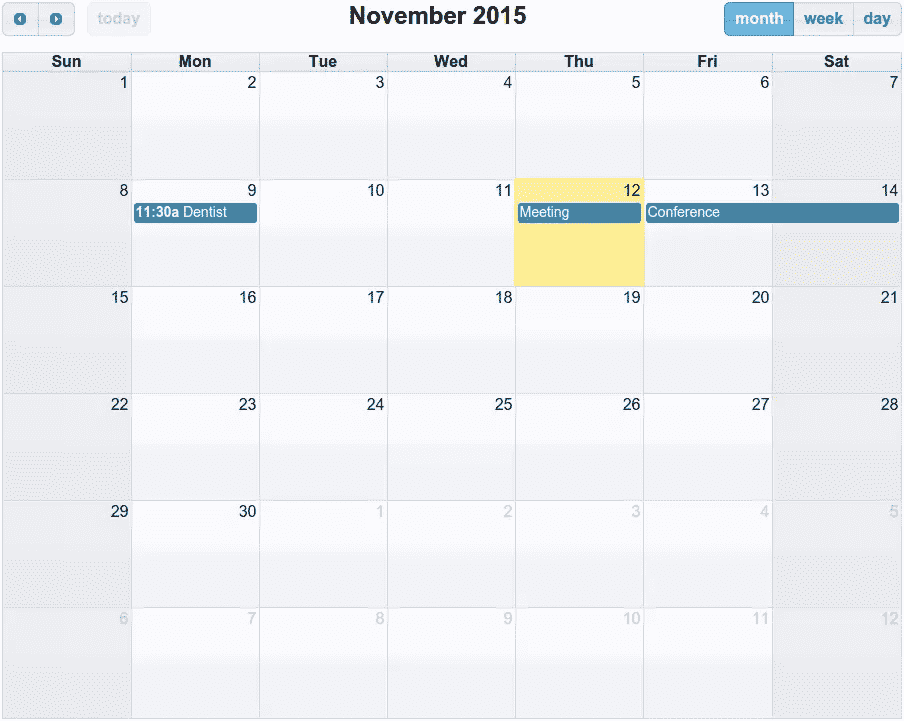 today November 2015 month week day
Sun Mon Tue Wed Thu Fri Sat
1 2 3 4 5 6 7
8 9 10 11 12 13 14
11:30a Dentist Meeting Conference
15 16 17 18 19 20 21
22 23 24 25 26 27 28
29 30 1 2 3 4 5
6 7 8 9 10 11 12